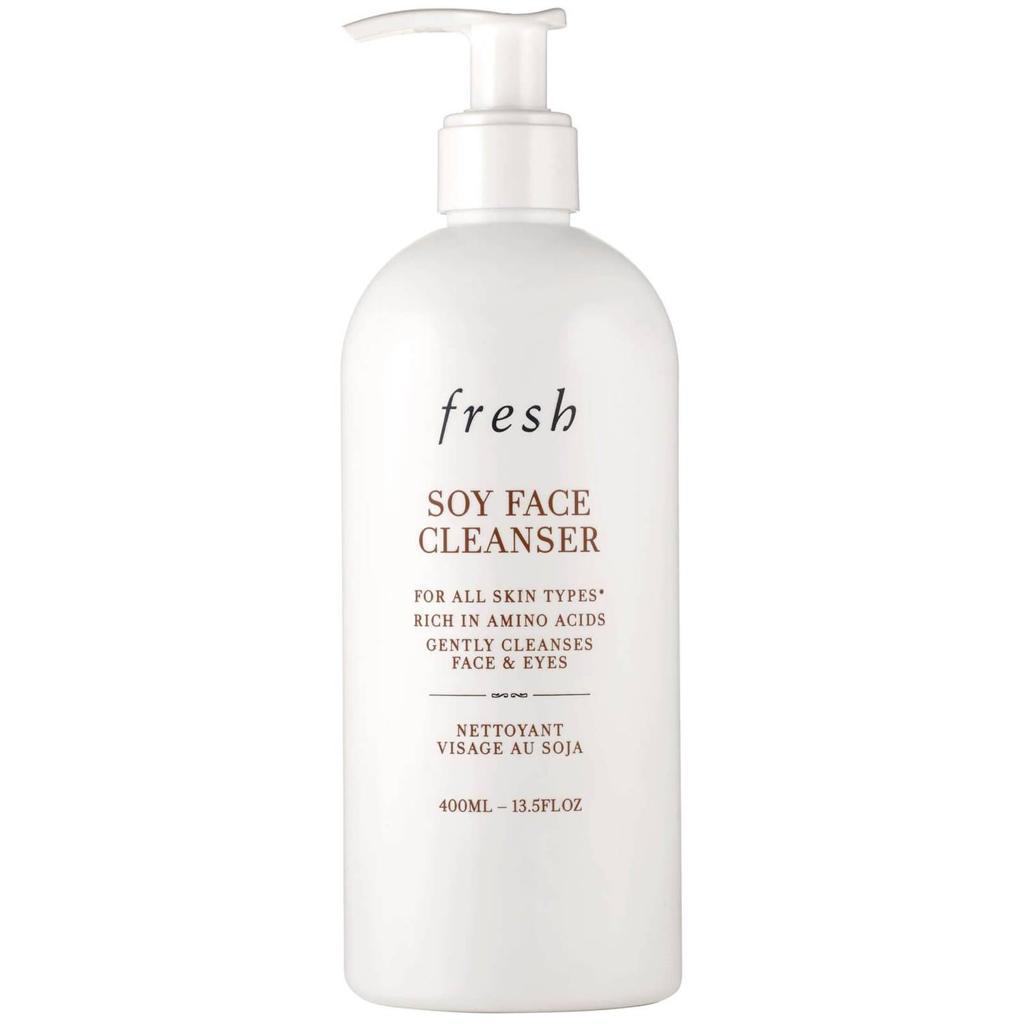 fresh
SOY FACE
CLEANSER
FOR ALL SKIN TYPES*
RICH IN AMINO ACIDS
GENTLY CLEANSES
FACE & EYES
NETTOYANT
VISAGE AU SOJA
400ML – 13.5FLOZ